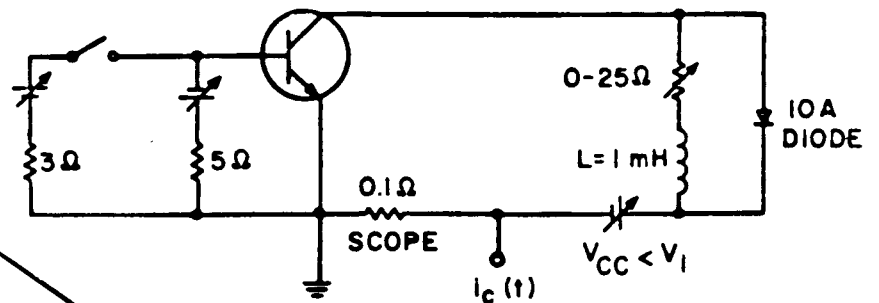 0-25Ω
10A
DIODE
3Ω
5Ω
L=1 mH
0.1Ω
SCOPE
V_CC < V_1
i_c (t)